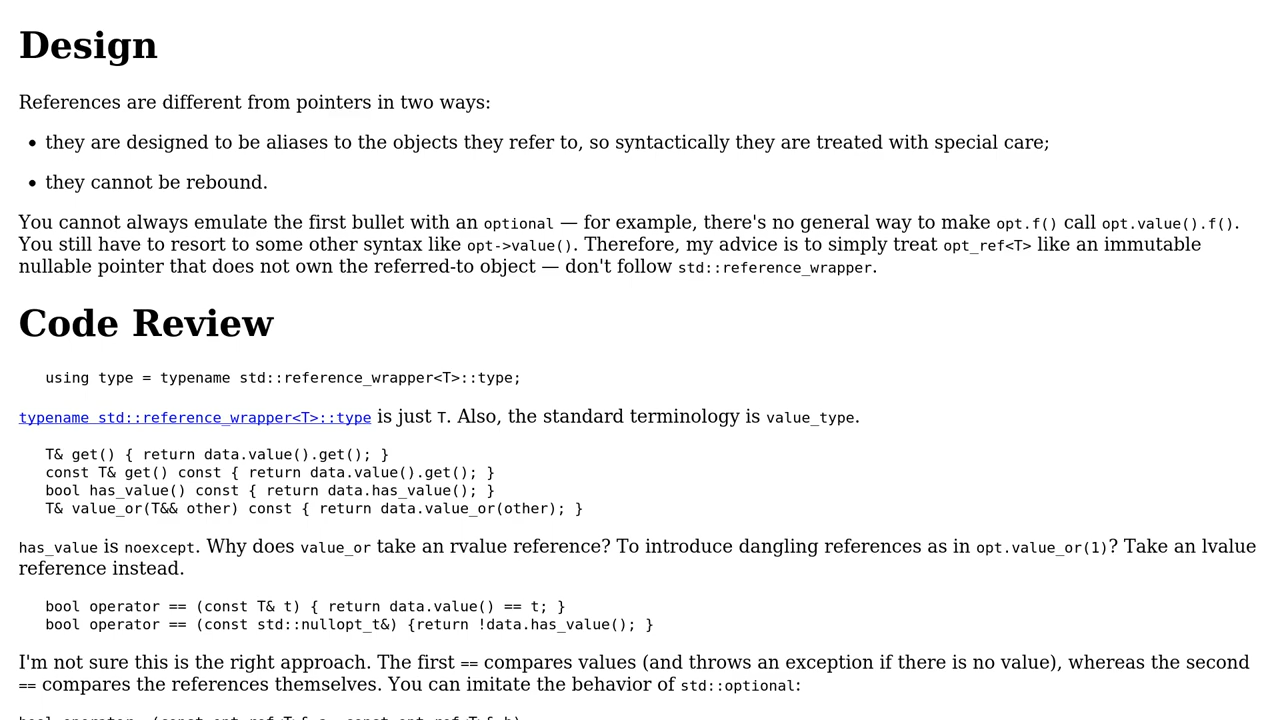 Design
References are different from pointers in two ways:
• they are designed to be aliases to the objects they refer to, so syntactically they are treated with special care;
• they cannot be rebound.
You cannot always emulate the first bullet with an optional — for example, there's no general way to make opt.f() call opt.value().f().
You still have to resort to some other syntax like opt->value(). Therefore, my advice is to simply treat opt_ref<T> like an immutable
nullable pointer that does not own the referred-to object — don't follow std::reference_wrapper.
Code Review
using type = typename std::reference_wrapper<T>::type;
typename std::reference_wrapper<T>::type is just T. Also, the standard terminology is value_type.
T& get() { return data.value().get(); }
const T& get() const { return data.value().get(); }
bool has_value() const { return data.has_value(); }
T& value_or(T&& other) const { return data.value_or(other); }
has_value is noexcept. Why does value_or take an rvalue reference? To introduce dangling references as in opt.value_or(1)? Take an lvalue
reference instead.
bool operator == (const T& t) { return data.value() == t; }
bool operator == (const std::nullopt_t&) {return !data.has_value(); }
I'm not sure this is the right approach. The first == compares values (and throws an exception if there is no value), whereas the second
== compares the references themselves. You can imitate the behavior of std::optional: